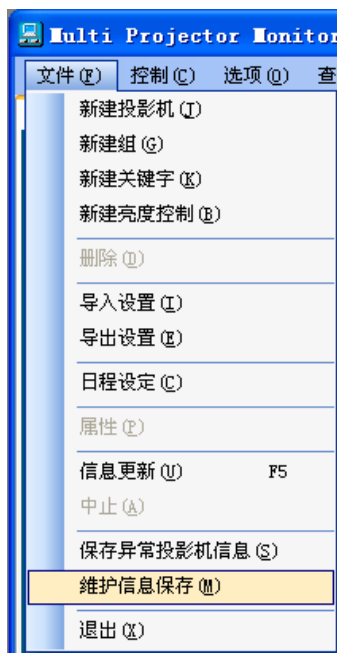 Multi Projector Monitor
文件(F) 控制(C) 选项(O) 查
新建投影机(J)
新建组(G)
新建关键字(K)
新建亮度控制(B)
删除(D)
导入设置(I)
导出设置(E)
日程设定(C)
属性(P)
信息更新(U) F5
中止(A)
保存异常投影机信息(S)
维护信息保存(M)
退出(X)